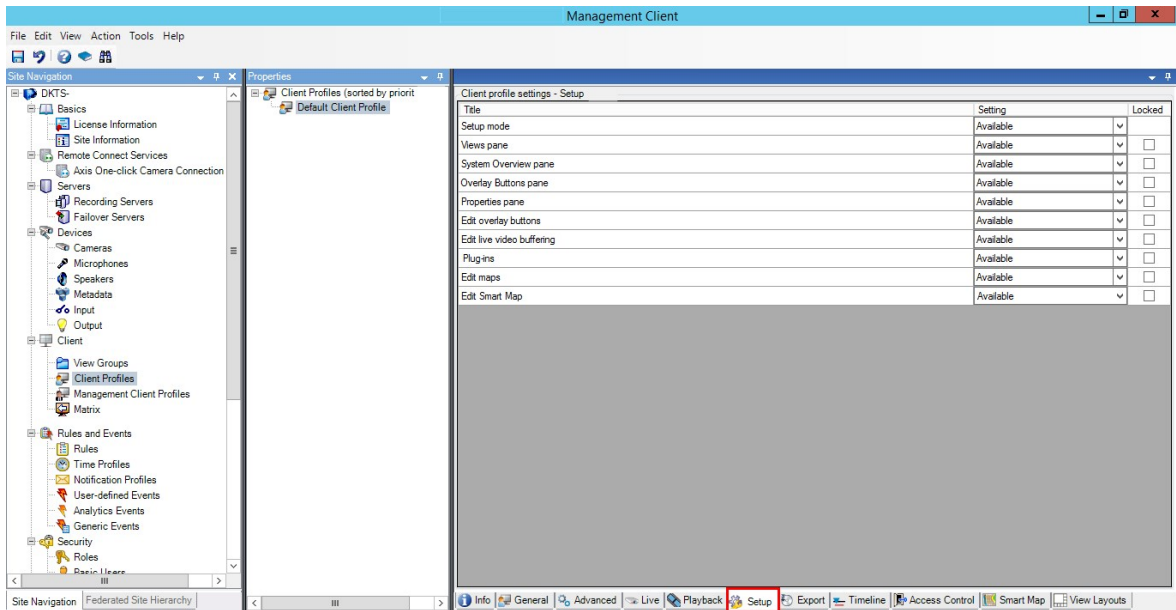 Management Client
File Edit View Action Tools Help
Site Navigation
DKTS-
Basics
License Information
Site Information
Remote Connect Services
Axis One-click Camera Connection
Servers
Recording Servers
Failover Servers
Devices
Cameras
Microphones
Speakers
Metadata
Input
Output
Client
View Groups
Client Profiles
Management Client Profiles
Matrix
Rules and Events
Rules
Time Profiles
Notification Profiles
User-defined Events
Analytics Events
Generic Events
Security
Roles
Basic Users
Site Navigation Federated Site Hierarchy
Properties
Client Profiles (sorted by priorit
Default Client Profile
Client profile settings - Setup
Title Setting Locked
Setup mode Available
Views pane Available
System Overview pane Available
Overlay Buttons pane Available
Properties pane Available
Edit overlay buttons Available
Edit live video buffering Available
Plug-ins Available
Edit maps Available
Edit Smart Map Available
Info General Advanced Live Playback Setup Export Timeline Access Control Smart Map View Layouts